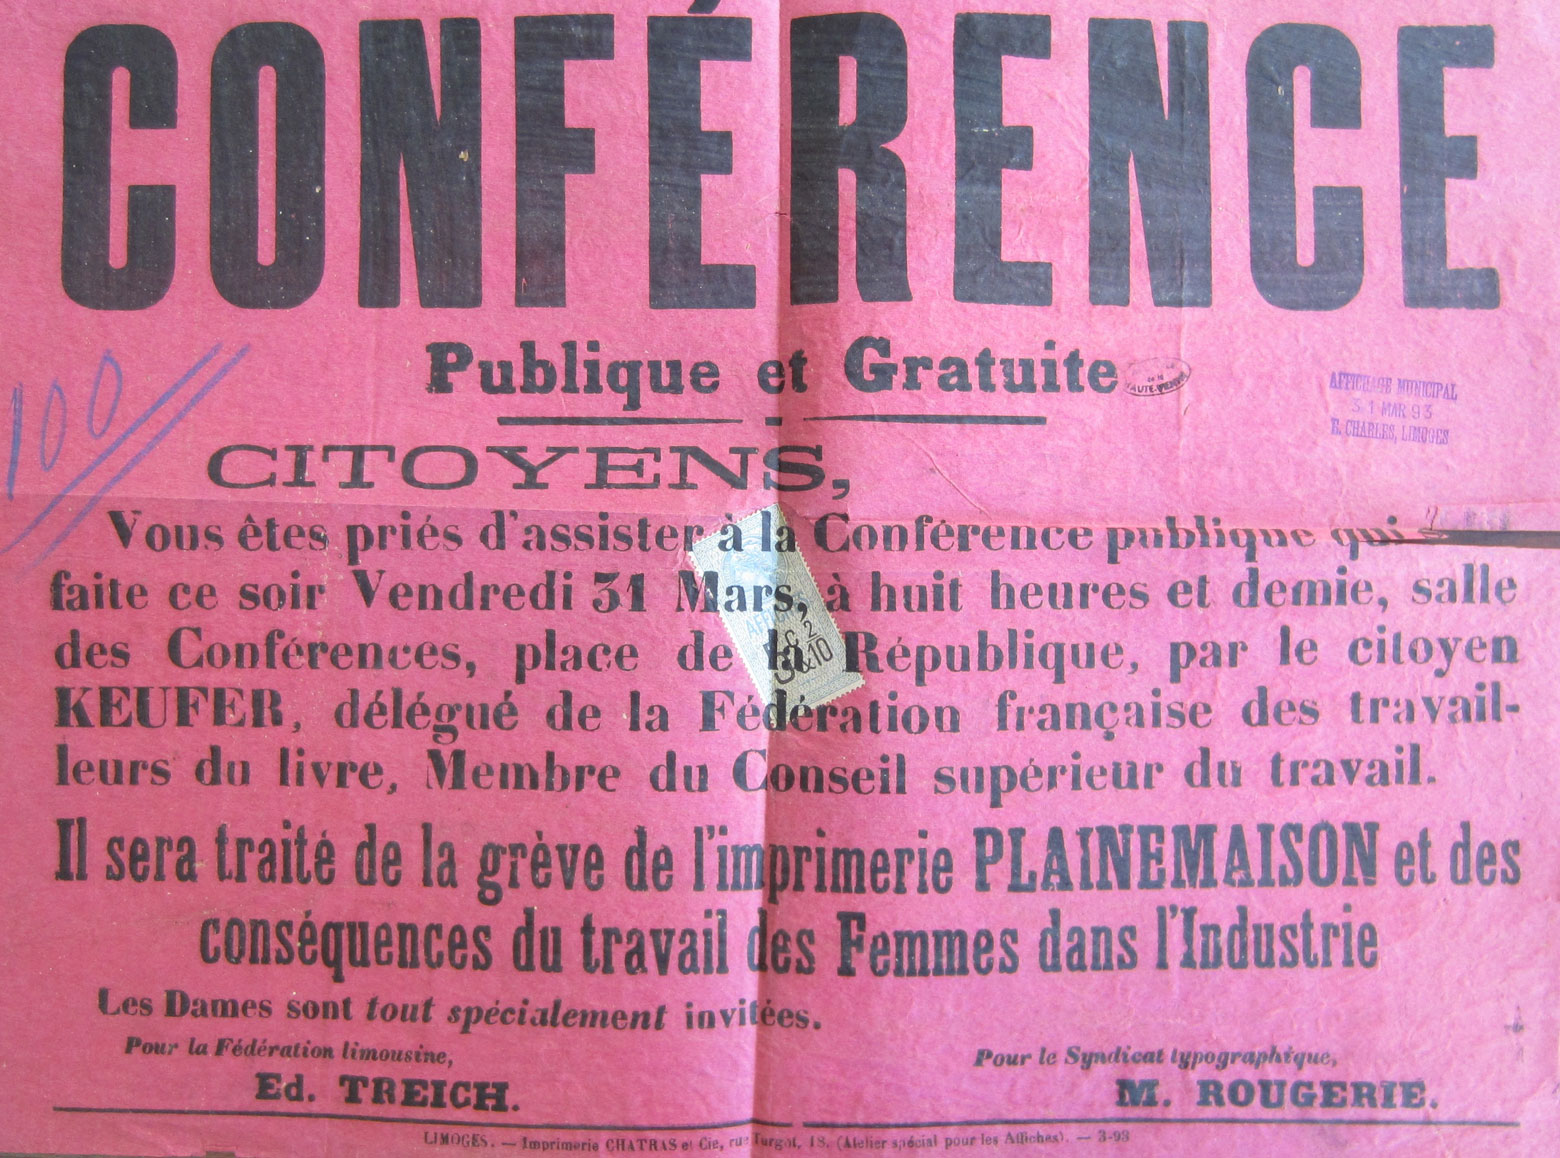 CONFÉRENCE
Publique et Gratuite
HAUTE-VIENNE
AFFICHAGE MUNICIPAL
31 MAR 93
E. CHARLES, LIMOGES
100
CITOYENS,
Vous êtes priés d'assister à la Conférence publique qui
faite ce soir Vendredi 31 Mars, à huit heures et demie, salle
des Conférences, place de la République, par le citoyen
KEUFER, délégué de la Fédération française des travail-
leurs du livre, Membre du Conseil supérieur du travail.
AFFICHES
2
10
Il sera traité de la grève de l'imprimerie PLAINEMAISON et des
conséquences du travail des Femmes dans l'Industrie
Les Dames sont tout spécialement invitées.
Pour la Fédération limousine,
Ed. TREICH.
Pour le Syndicat typographique,
M. ROUGERIE.
LIMOGES. — Imprimerie CHATRAS et Cie, rue Turgot, 18. (Atelier spécial pour les Affiches). — 3-93